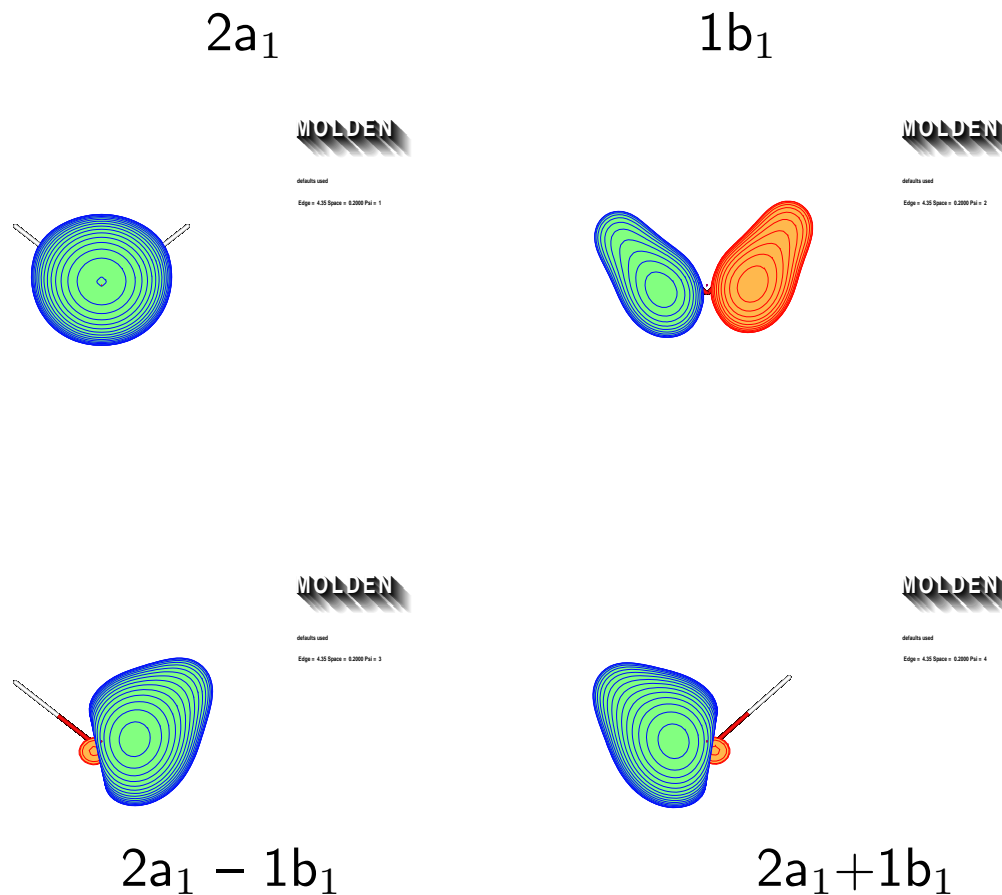 2a₁ 1b₁
MOLDEN MOLDEN
defaults used defaults used
Edge = 4.35 Space = 0.2000 Psi = 1 Edge = 4.35 Space = 0.2000 Psi = 2
MOLDEN MOLDEN
defaults used defaults used
Edge = 4.35 Space = 0.2000 Psi = 3 Edge = 4.35 Space = 0.2000 Psi = 4
2a₁ − 1b₁ 2a₁+1b₁